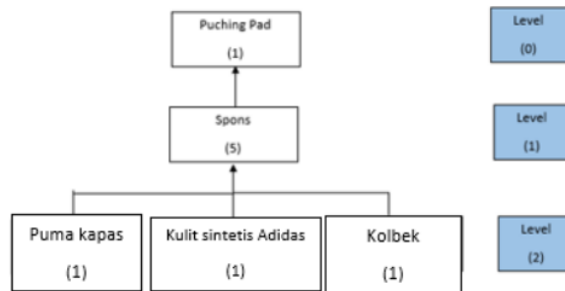 Puching Pad
(1)
Level
(0)
Spons
(5)
Level
(1)
Puma kapas
(1)
Kulit sintetis Adidas
(1)
Kolbek
(1)
Level
(2)